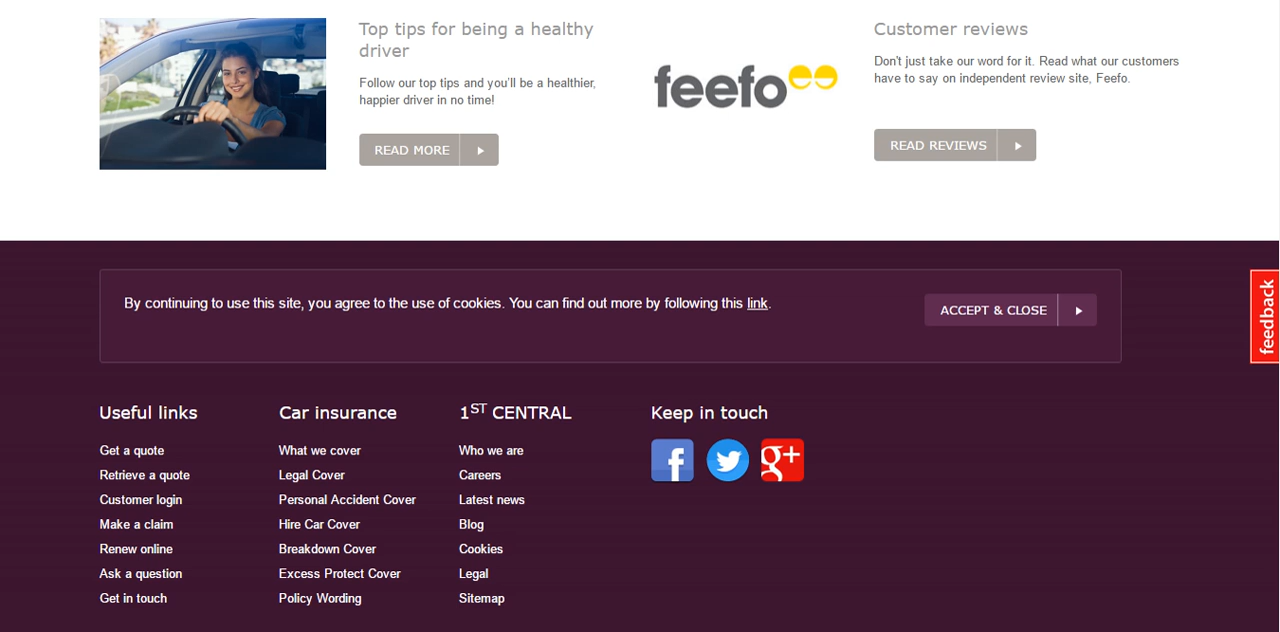 Top tips for being a healthy
driver
Follow our top tips and you'll be a healthier,
happier driver in no time!
READ MORE
feefo
Customer reviews
Don't just take our word for it. Read what our customers
have to say on independent review site, Feefo.
READ REVIEWS
By continuing to use this site, you agree to the use of cookies. You can find out more by following this link.
ACCEPT & CLOSE
feedback
Useful links
Get a quote
Retrieve a quote
Customer login
Make a claim
Renew online
Ask a question
Get in touch
Car insurance
What we cover
Legal Cover
Personal Accident Cover
Hire Car Cover
Breakdown Cover
Excess Protect Cover
Policy Wording
1ST CENTRAL
Who we are
Careers
Latest news
Blog
Cookies
Legal
Sitemap
Keep in touch
f
g+